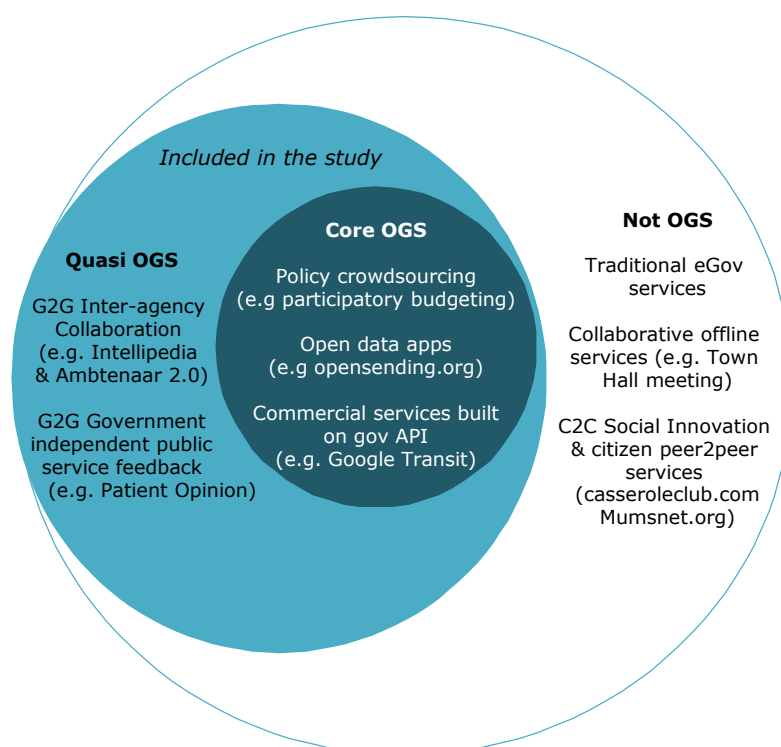 Included in the study
Quasi OGS
G2G Inter-agency
Collaboration
(e.g. Intellipedia
& Ambtenaar 2.0)
G2G Government
independent public
service feedback
(e.g. Patient Opinion)
Core OGS
Policy crowdsourcing
(e.g participatory budgeting)
Open data apps
(e.g opensending.org)
Commercial services built
on gov API
(e.g. Google Transit)
Not OGS
Traditional eGov
services
Collaborative offline
services (e.g. Town
Hall meeting)
C2C Social Innovation
& citizen peer2peer
services
(casseroleclub.com
Mumsnet.org)